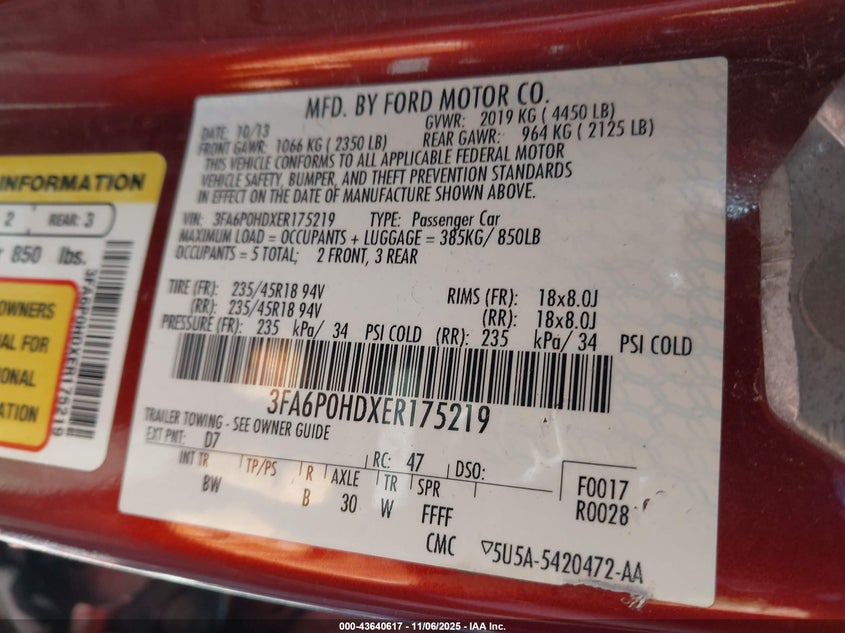 MFD. BY FORD MOTOR CO.
DATE: 10/13 GVWR: 2019 KG ( 4450 LB)
FRONT GAWR: 1066 KG ( 2350 LB) REAR GAWR: 964 KG ( 2125 LB)
THIS VEHICLE CONFORMS TO ALL APPLICABLE FEDERAL MOTOR
VEHICLE SAFETY, BUMPER, AND THEFT PREVENTION STANDARDS
IN EFFECT ON THE DATE OF MANUFACTURE SHOWN ABOVE.
VIN: 3FA6P0HDXER175219 TYPE: Passenger Car
MAXIMUM LOAD = OCCUPANTS + LUGGAGE = 385KG/ 850LB
OCCUPANTS = 5 TOTAL; 2 FRONT, 3 REAR
TIRE (FR): 235/45R18 94V RIMS (FR): 18x8.0J
(RR): 235/45R18 94V (RR): 18x8.0J
PRESSURE (FR): 235 kPa/ 34 PSI COLD (RR): 235 kPa/ 34 PSI COLD
3FA6P0HDXER175219
TRAILER TOWING - SEE OWNER GUIDE
EXT PNT: D7 RC: 47 DSO:
INT TR TP/PS R AXLE TR SPR
BW B 30 W FFFF
F0017
R0028
CMC ▽5U5A-5420472-AA
INFORMATION
2 REAR: 3
850 lbs.
OWNERS
FOR
3FA6P0HDXER175219
000-43640617 - 11/06/2025 - IAA Inc.